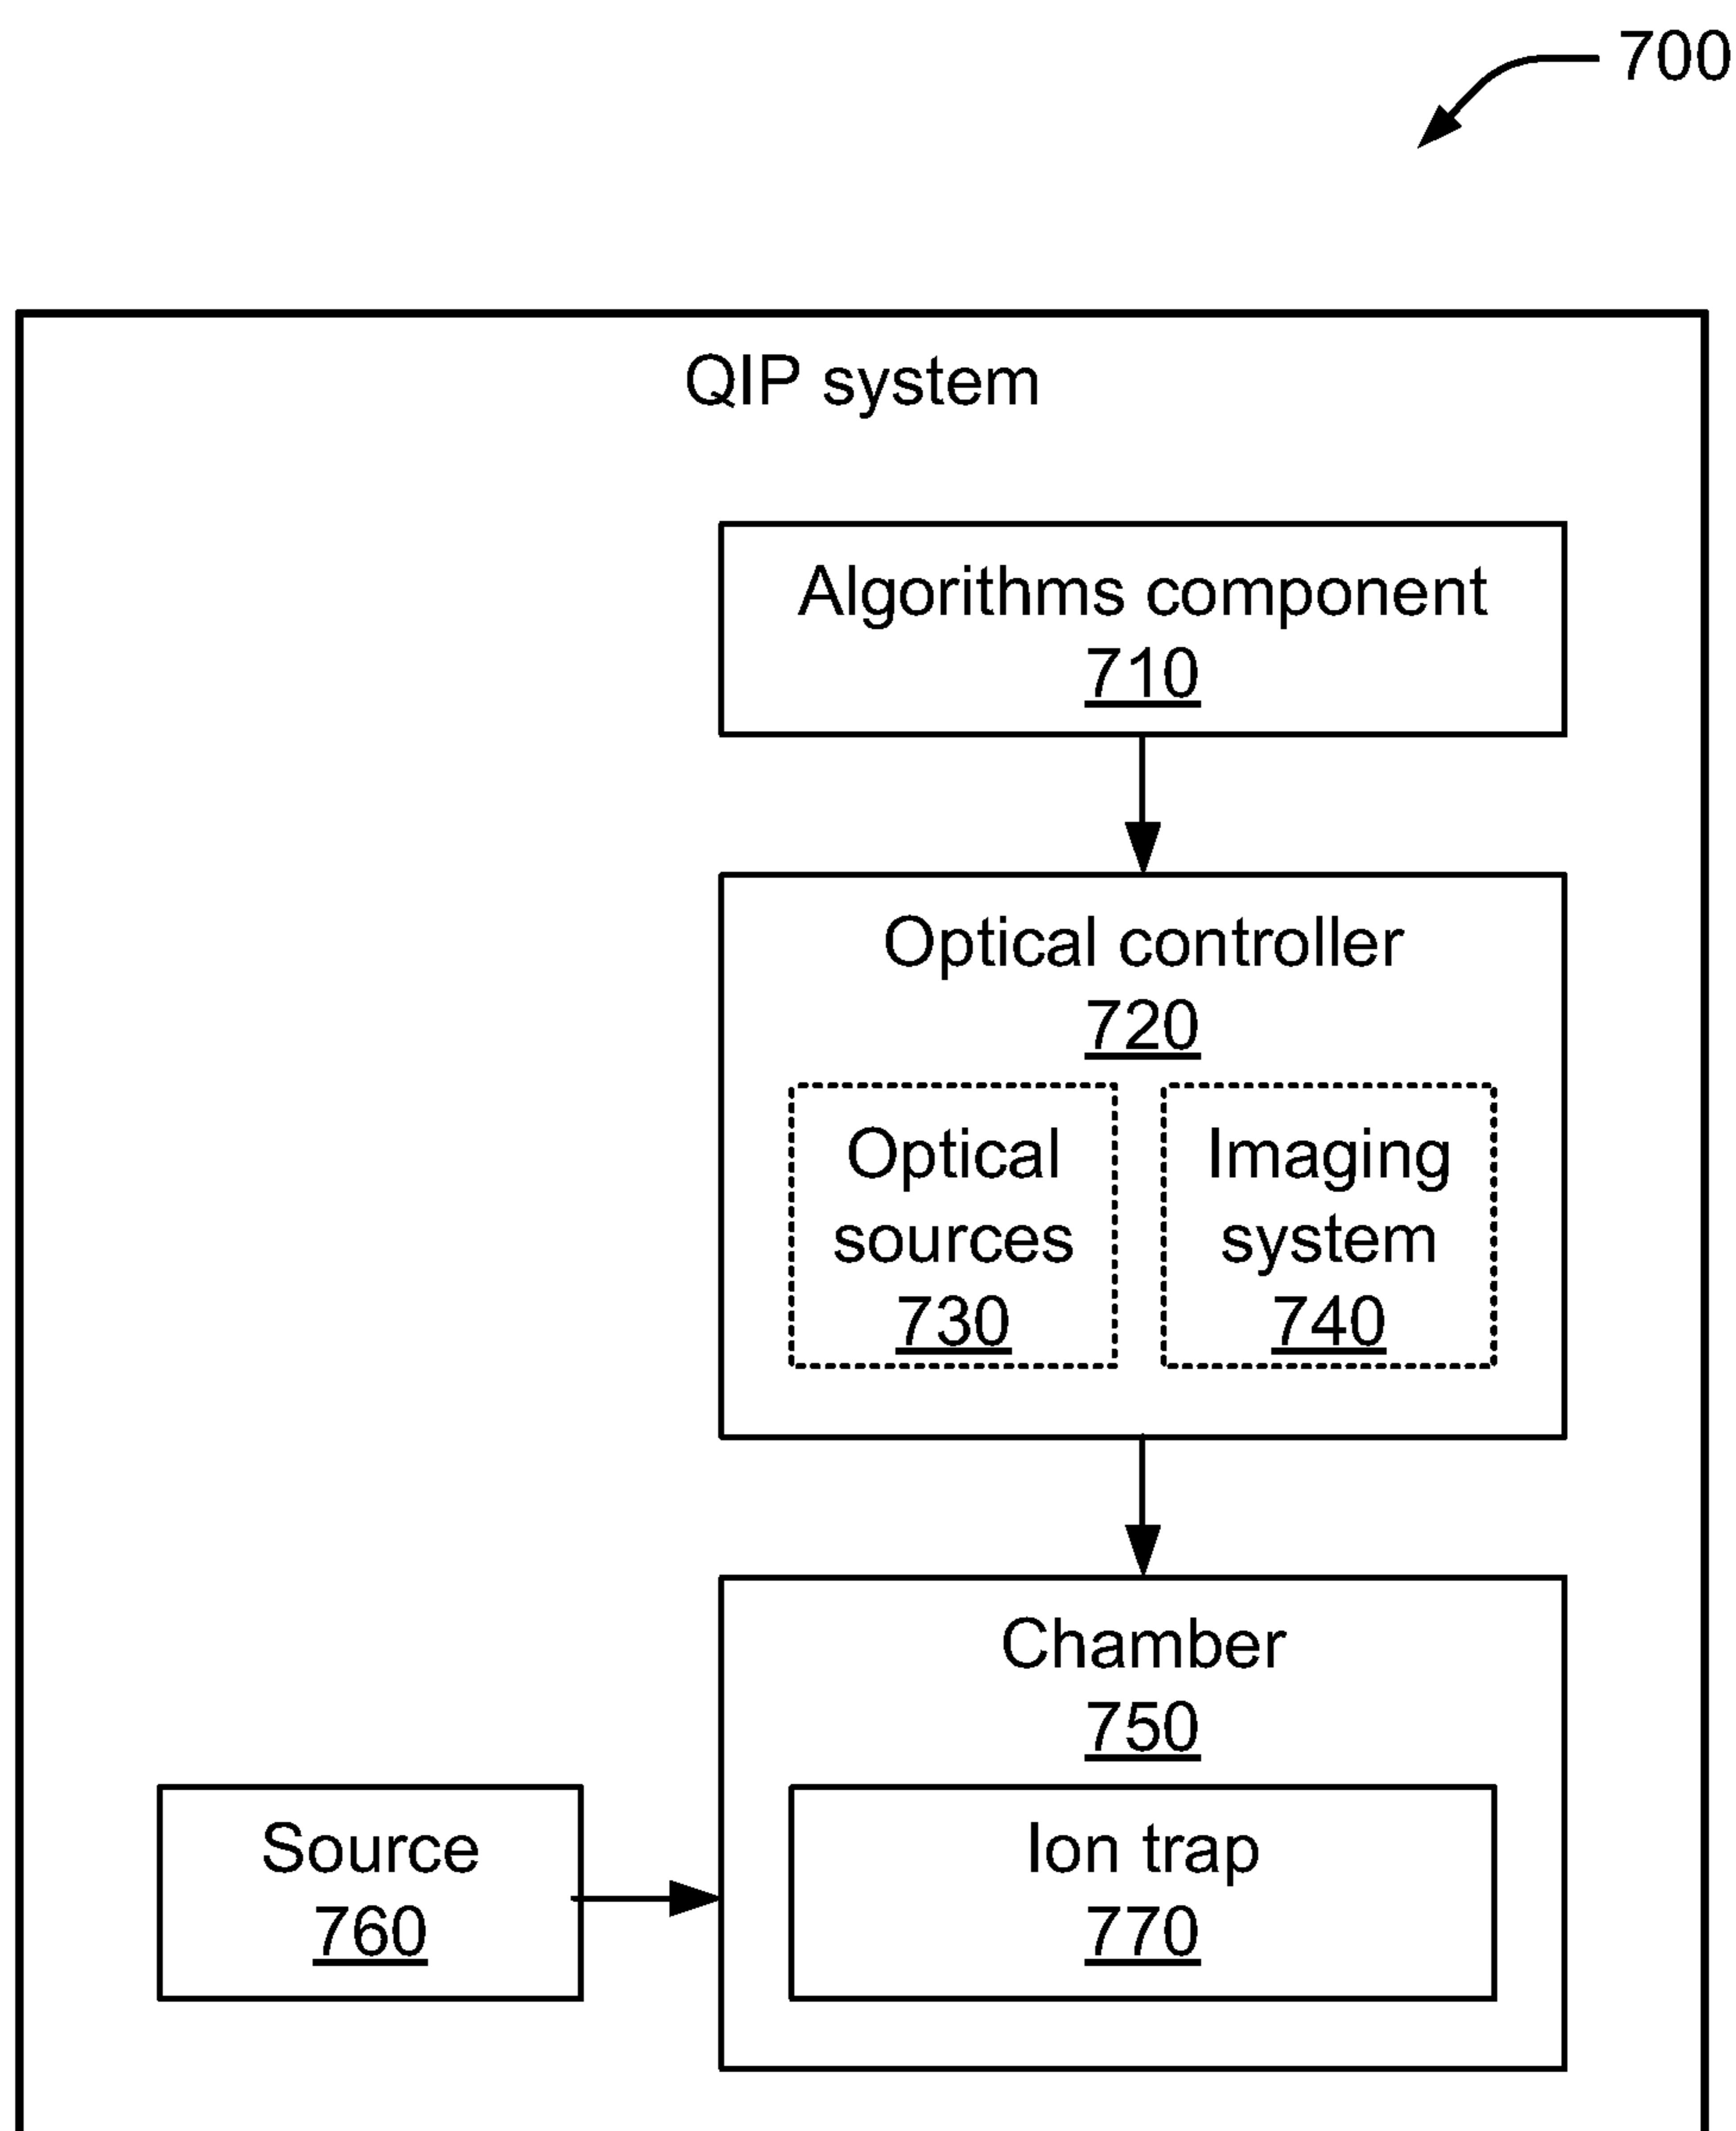 700
QIP system
Algorithms component
710
Optical controller
720
Optical
sources
730
Imaging
system
740
Chamber
750
Source
760
Ion trap
770